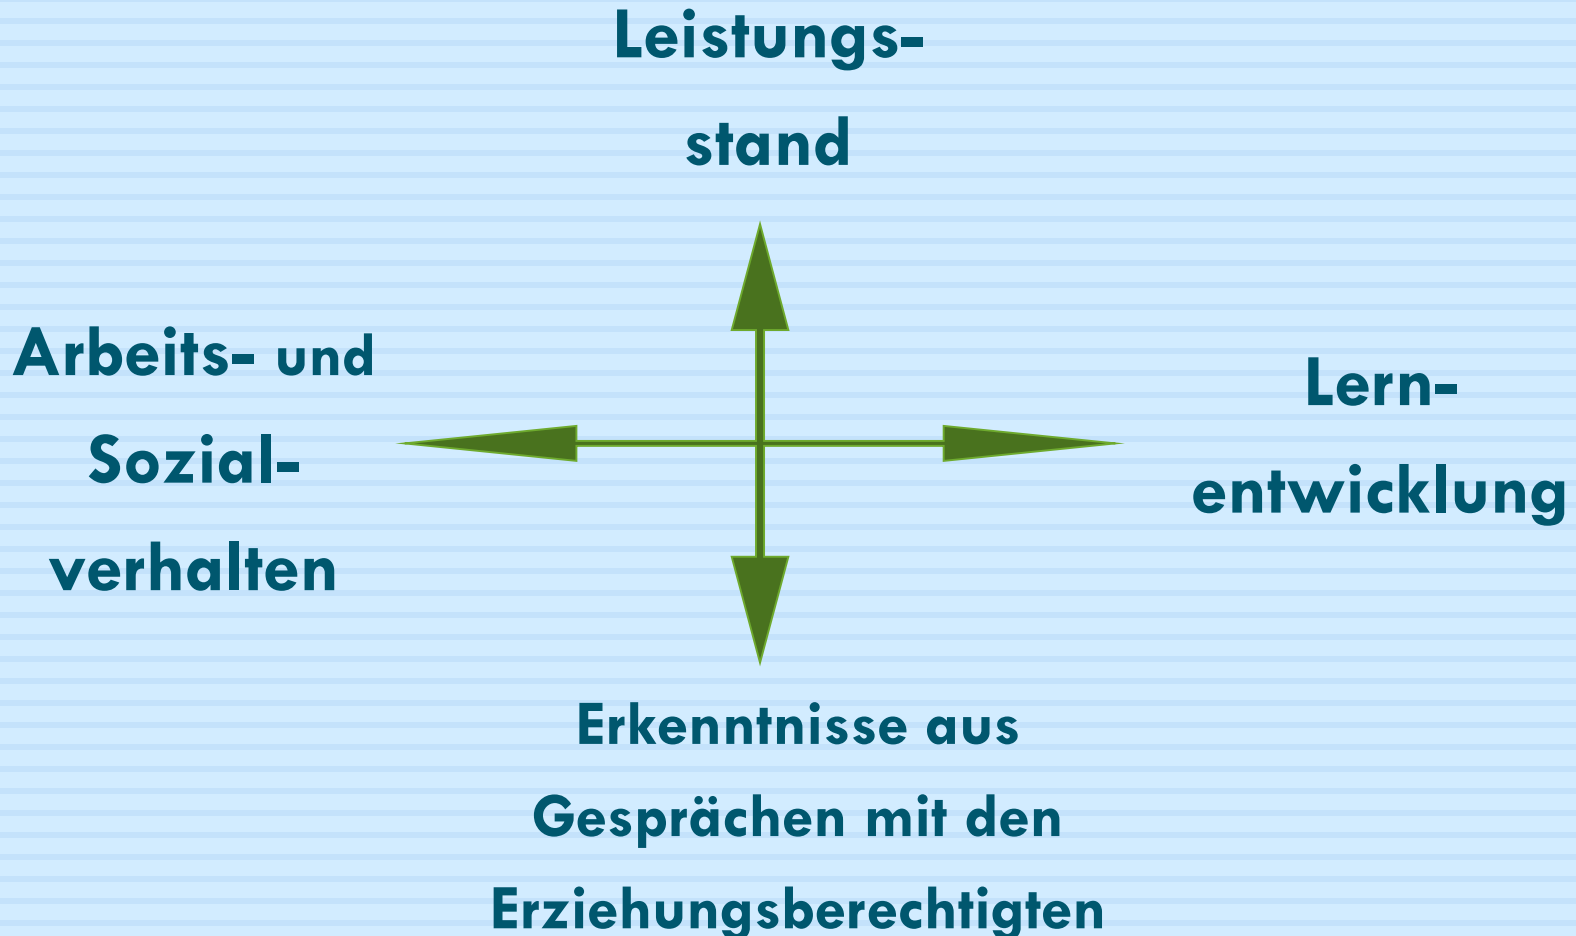 Leistungs-
stand
Arbeits- und
Sozial-
verhalten
Lern-
entwicklung
Erkenntnisse aus
Gesprächen mit den
Erziehungsberechtigten